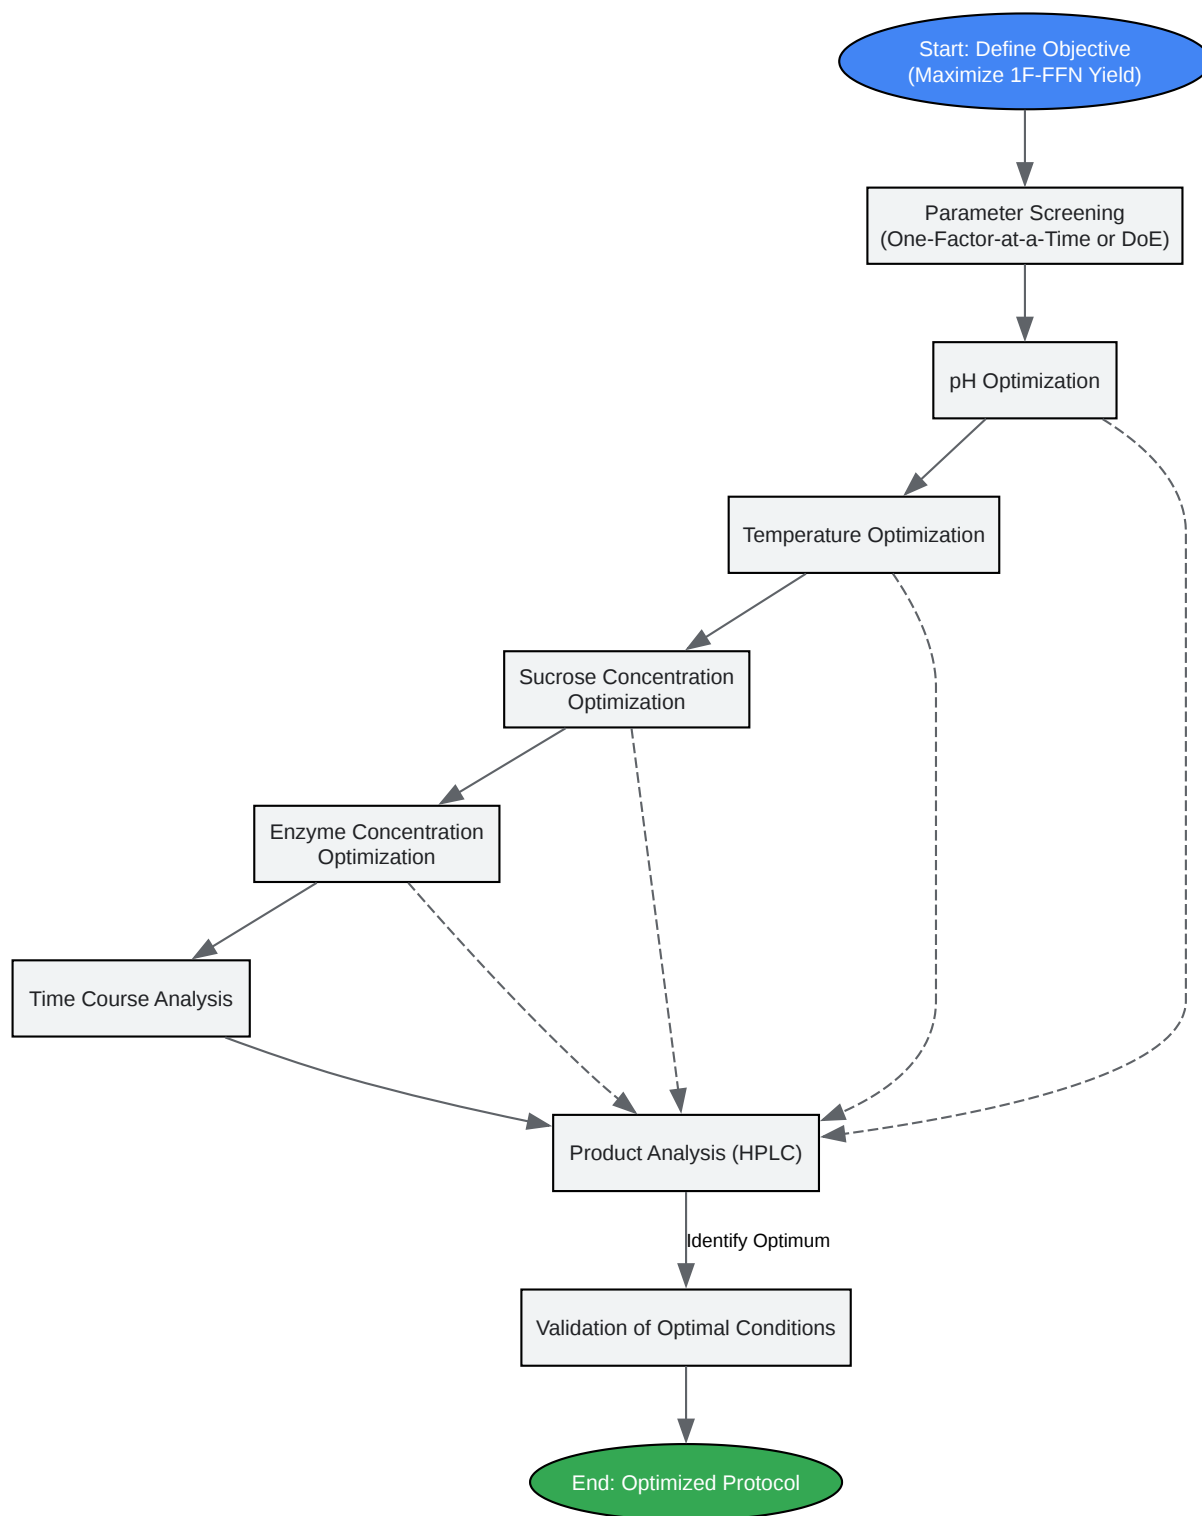 Start: Define Objective
(Maximize 1F-FFN Yield)
Parameter Screening
(One-Factor-at-a-Time or DoE)
pH Optimization
Temperature Optimization
Sucrose Concentration
Optimization
Enzyme Concentration
Optimization
Time Course Analysis
Product Analysis (HPLC)
Identify Optimum
Validation of Optimal Conditions
End: Optimized Protocol